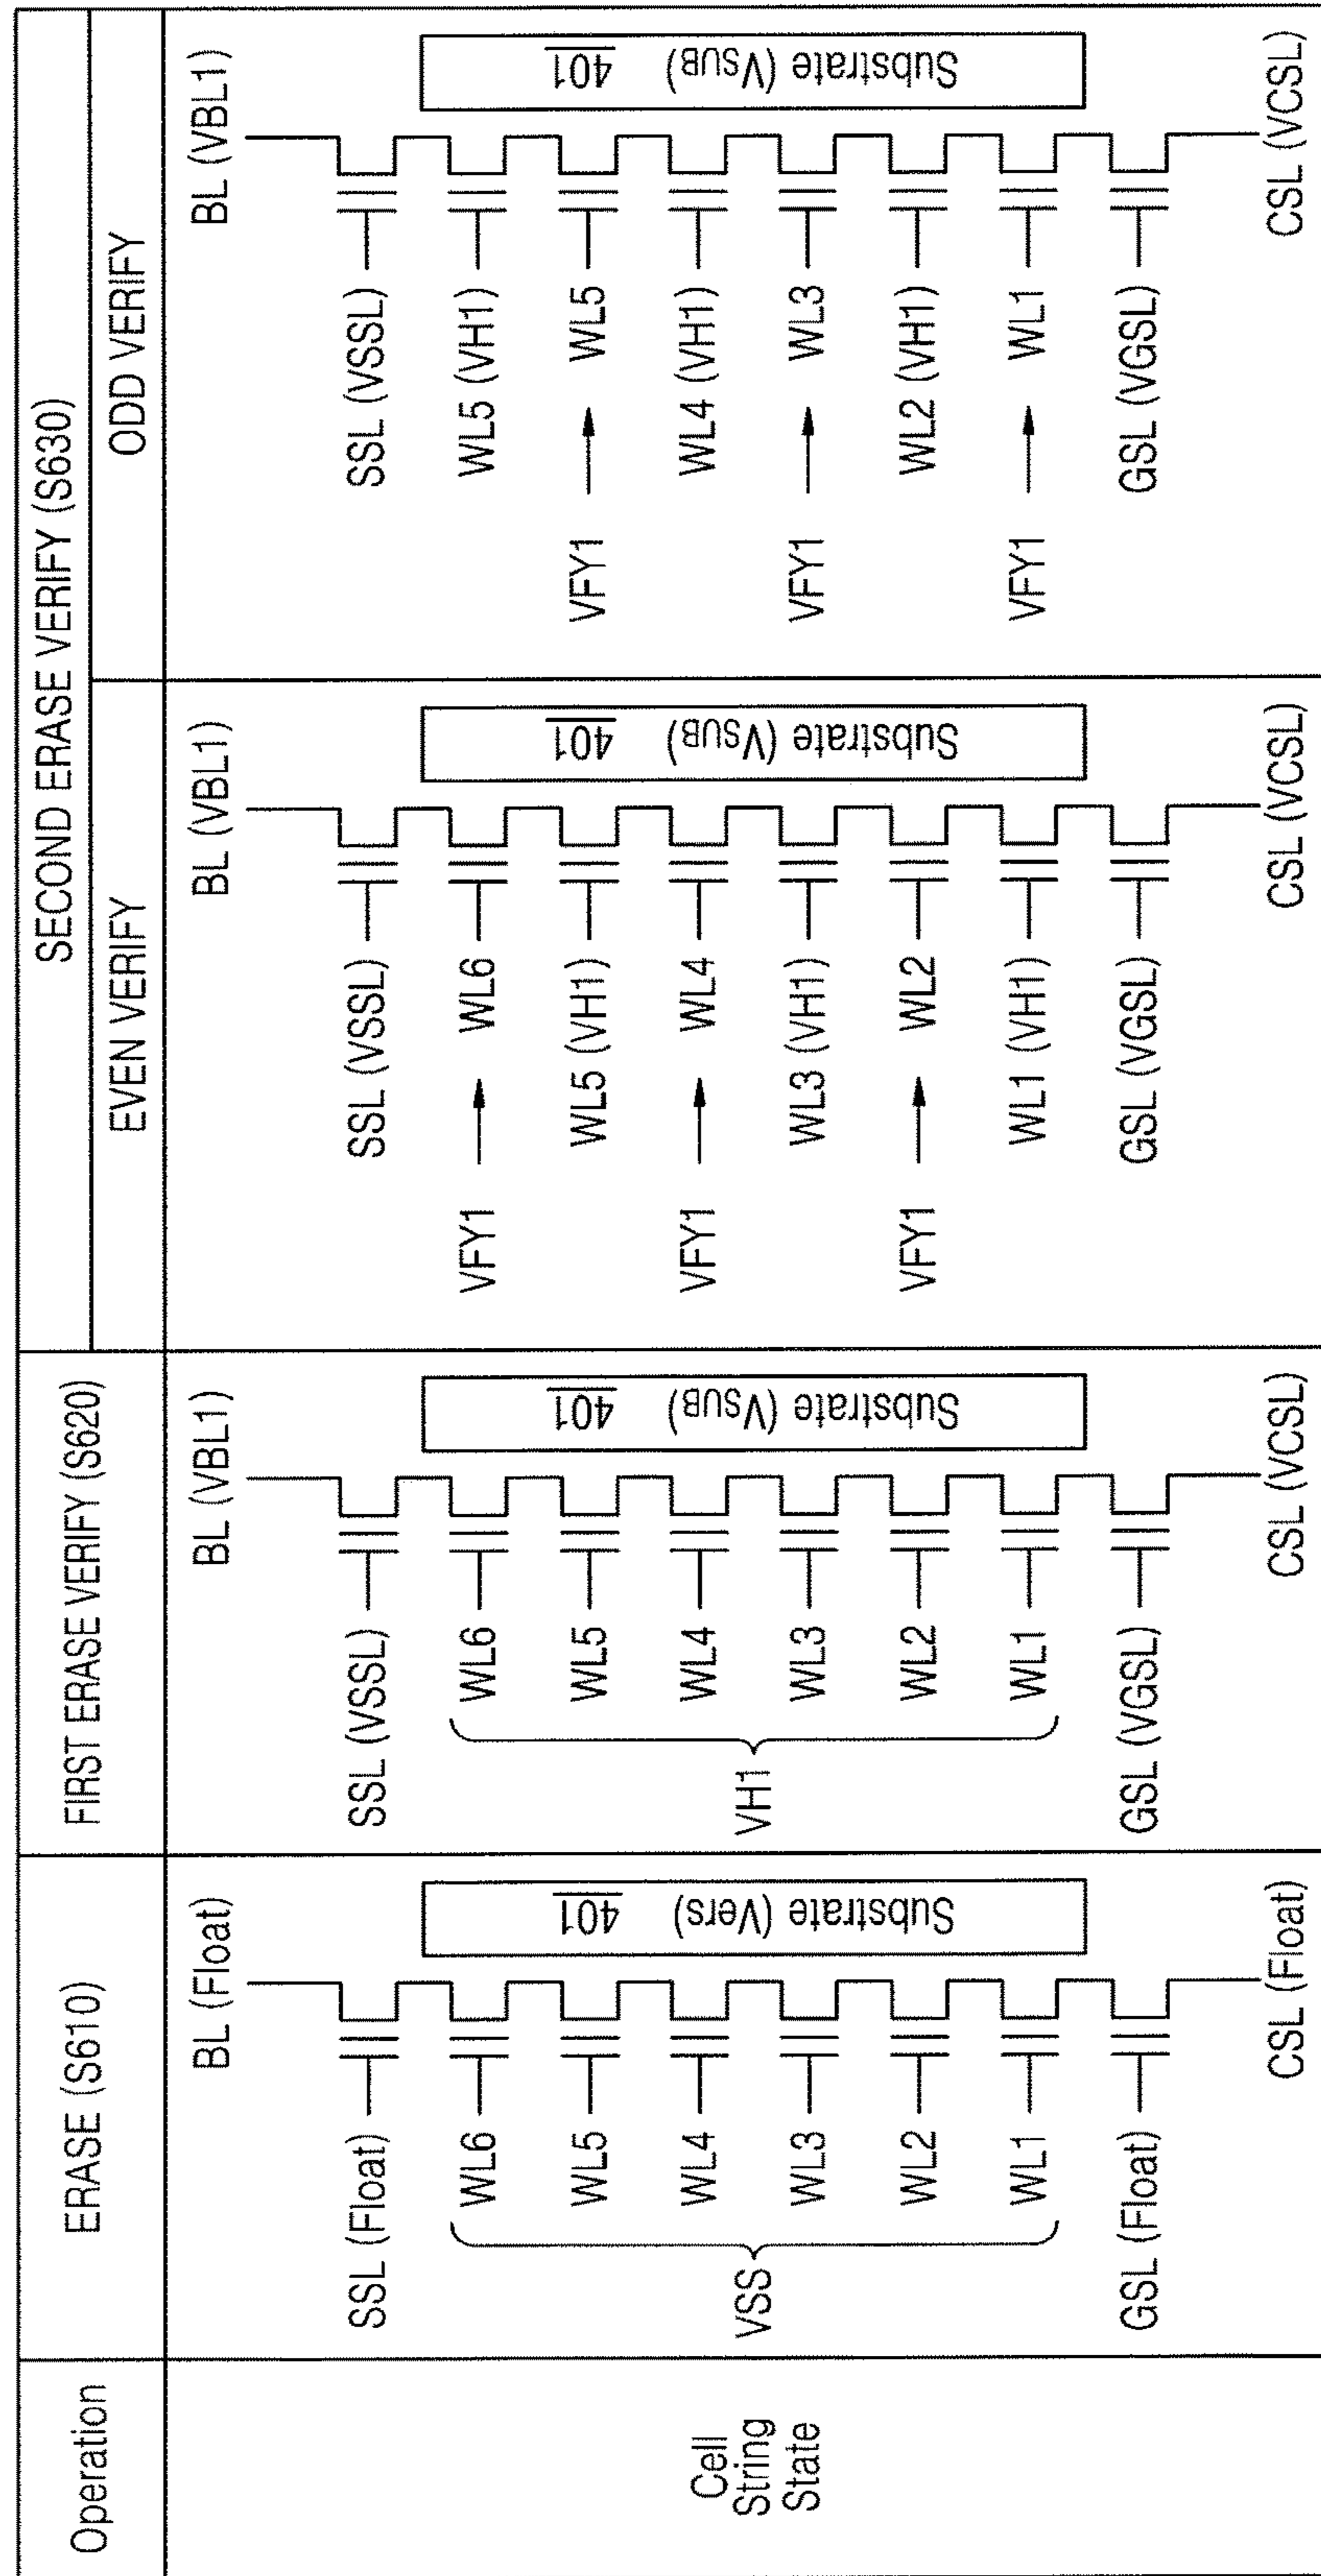 Operation
ERASE (S610)
FIRST ERASE VERIFY (S620)
SECOND ERASE VERIFY (S630)
EVEN VERIFY
ODD VERIFY
Cell
String
State
BL (Float)
SSL (Float)
WL6
WL5
WL4
WL3
WL2
WL1
VSS
GSL (Float)
CSL (Float)
Substrate (Vers) 401
BL (VBL1)
SSL (VSSL)
WL6
WL5
WL4
WL3
WL2
WL1
VH1
GSL (VGSL)
CSL (VCSL)
Substrate (VSUB) 401
BL (VBL1)
SSL (VSSL)
VFY1 WL6
WL5 (VH1)
VFY1 WL4
WL3 (VH1)
VFY1 WL2
WL1 (VH1)
GSL (VGSL)
CSL (VCSL)
Substrate (VSUB) 401
BL (VBL1)
SSL (VSSL)
WL5 (VH1)
VFY1 WL5
WL4 (VH1)
VFY1 WL3
WL2 (VH1)
VFY1 WL1
GSL (VGSL)
CSL (VCSL)
Substrate (VSUB) 401